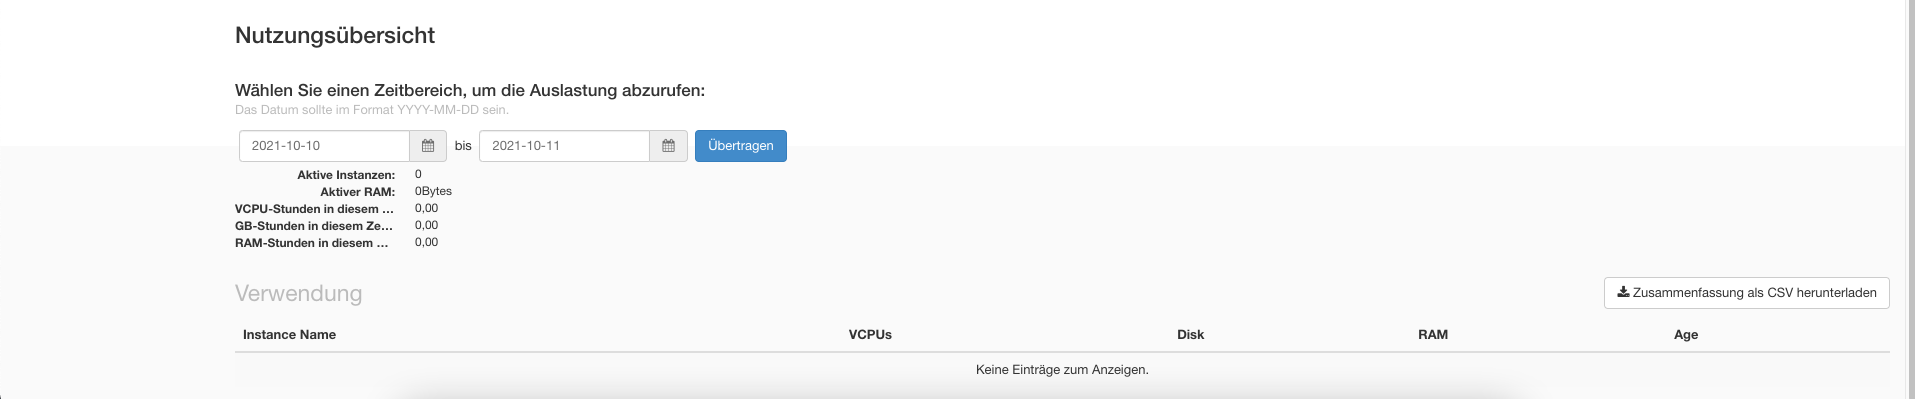 Nutzungsübersicht
Wählen Sie einen Zeitbereich, um die Auslastung abzurufen:
Das Datum sollte im Format YYYY-MM-DD sein.
2021-10-10 bis 2021-10-11 Übertragen
Aktive Instanzen: 0
Aktiver RAM: 0Bytes
VCPU-Stunden in diesem ... 0,00
GB-Stunden in diesem Ze... 0,00
RAM-Stunden in diesem ... 0,00
Verwendung Zusammenfassung als CSV herunterladen
Instance Name VCPUs Disk RAM Age
Keine Einträge zum Anzeigen.